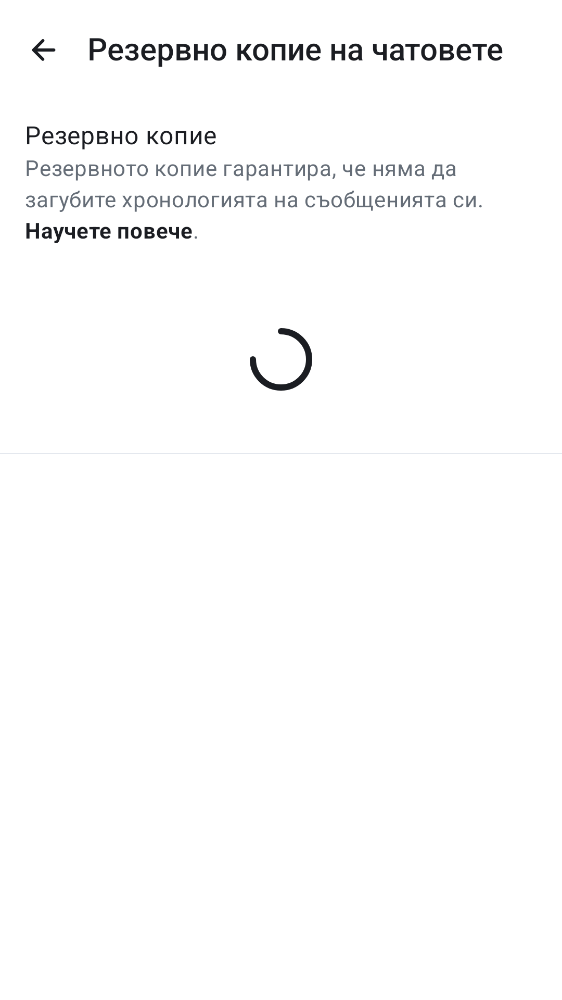 Резервно копие на чатовете
Резервно копие
Резервното копие гарантира, че няма да
загубите хронологията на съобщенията си.
Научете повече.